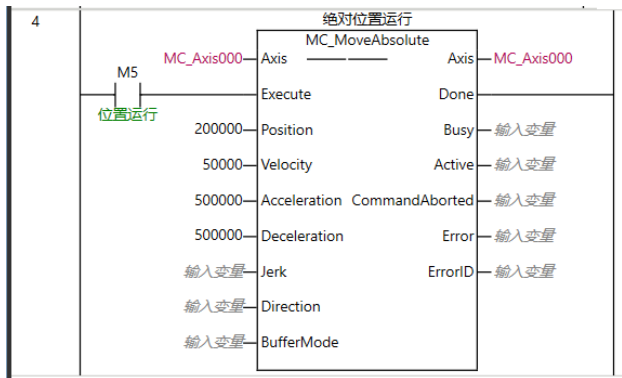 4
绝对位置运行
MC_MoveAbsolute
MC_Axis000 Axis Axis MC_Axis000
M5
Execute Done
位置运行
200000 Position Busy 输入变量
50000 Velocity Active 输入变量
500000 Acceleration CommandAborted 输入变量
500000 Deceleration Error 输入变量
输入变量 Jerk ErrorID 输入变量
输入变量 Direction
输入变量 BufferMode